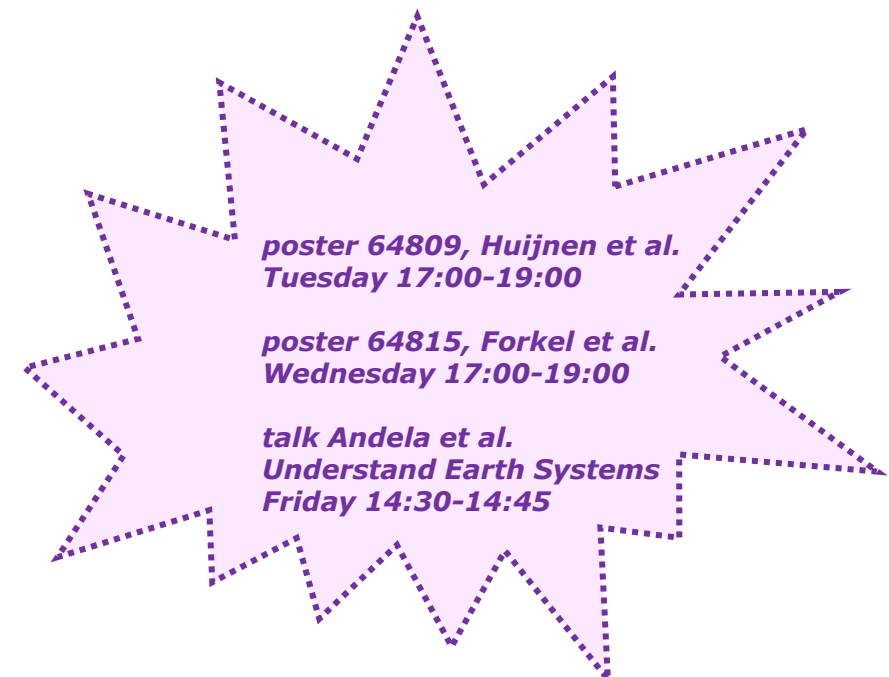 poster 64809, Huijnen et al.
Tuesday 17:00-19:00
poster 64815, Forkel et al.
Wednesday 17:00-19:00
talk Andela et al.
Understand Earth Systems
Friday 14:30-14:45